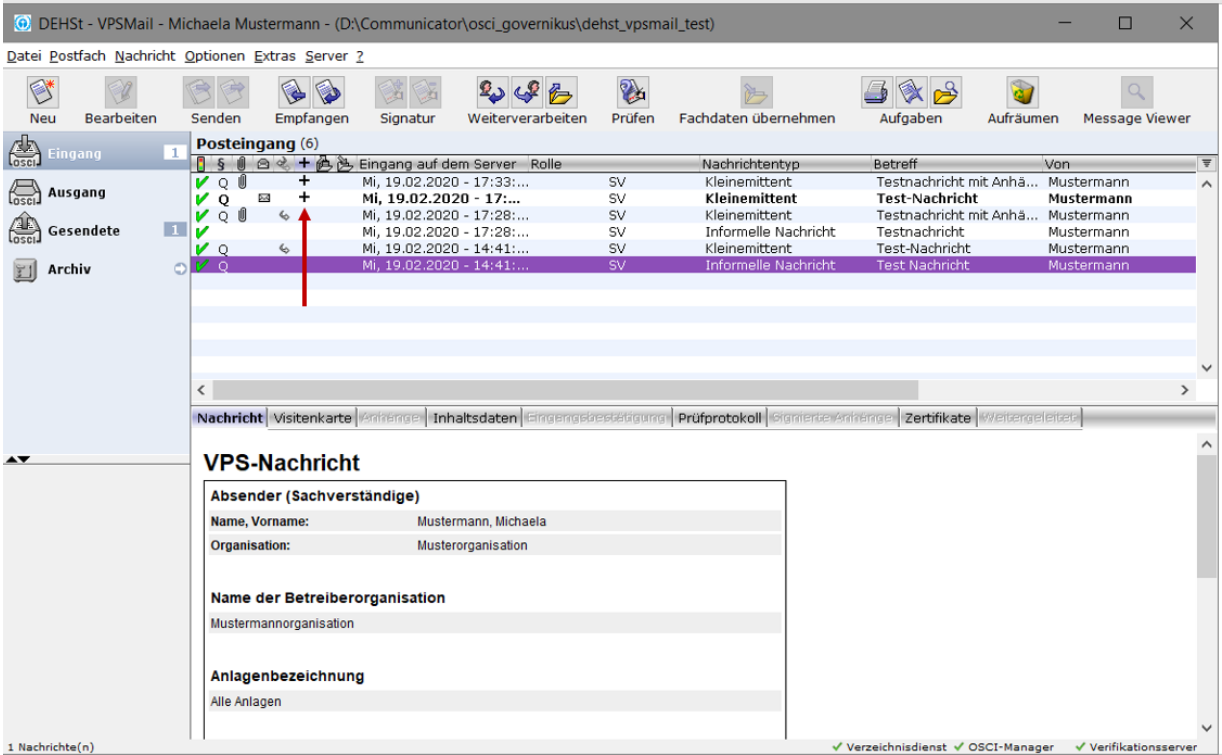 DEHSt - VPSMail - Michaela Mustermann - (D:\Communicator\osci_governikus\dehst_vpsmail_test)
Datei Postfach Nachricht Optionen Extras Server ?
Neu Bearbeiten Senden Empfangen Signatur Weiterverarbeiten Prüfen Fachdaten übernehmen Aufgaben Aufräumen Message Viewer
osci Eingang 1
osci Ausgang
osci Gesendete 1
Archiv
Posteingang (6)
§ + Eingang auf dem Server Rolle Nachrichtentyp Betreff Von
Q + Mi, 19.02.2020 - 17:33:... SV Kleinemittent Testnachricht mit Anhä... Mustermann
Q + Mi, 19.02.2020 - 17:... SV Kleinemittent Test-Nachricht Mustermann
Q Mi, 19.02.2020 - 17:28:... SV Kleinemittent Testnachricht mit Anhä... Mustermann
Mi, 19.02.2020 - 17:28:... SV Informelle Nachricht Testnachricht Mustermann
Q Mi, 19.02.2020 - 14:41:... SV Kleinemittent Test-Nachricht Mustermann
Q Mi, 19.02.2020 - 14:41:... SV Informelle Nachricht Test Nachricht Mustermann
Nachricht Visitenkarte Anhänge Inhaltsdaten Eingangsbestätigung Prüfprotokoll Signierte Anhänge Zertifikate Weitergeleitet
VPS-Nachricht
Absender (Sachverständige)
Name, Vorname: Mustermann, Michaela
Organisation: Musterorganisation
Name der Betreiberorganisation
Mustermannorganisation
Anlagenbezeichnung
Alle Anlagen
1 Nachrichte(n) Verzeichnisdienst OSCI-Manager Verifikationsserver